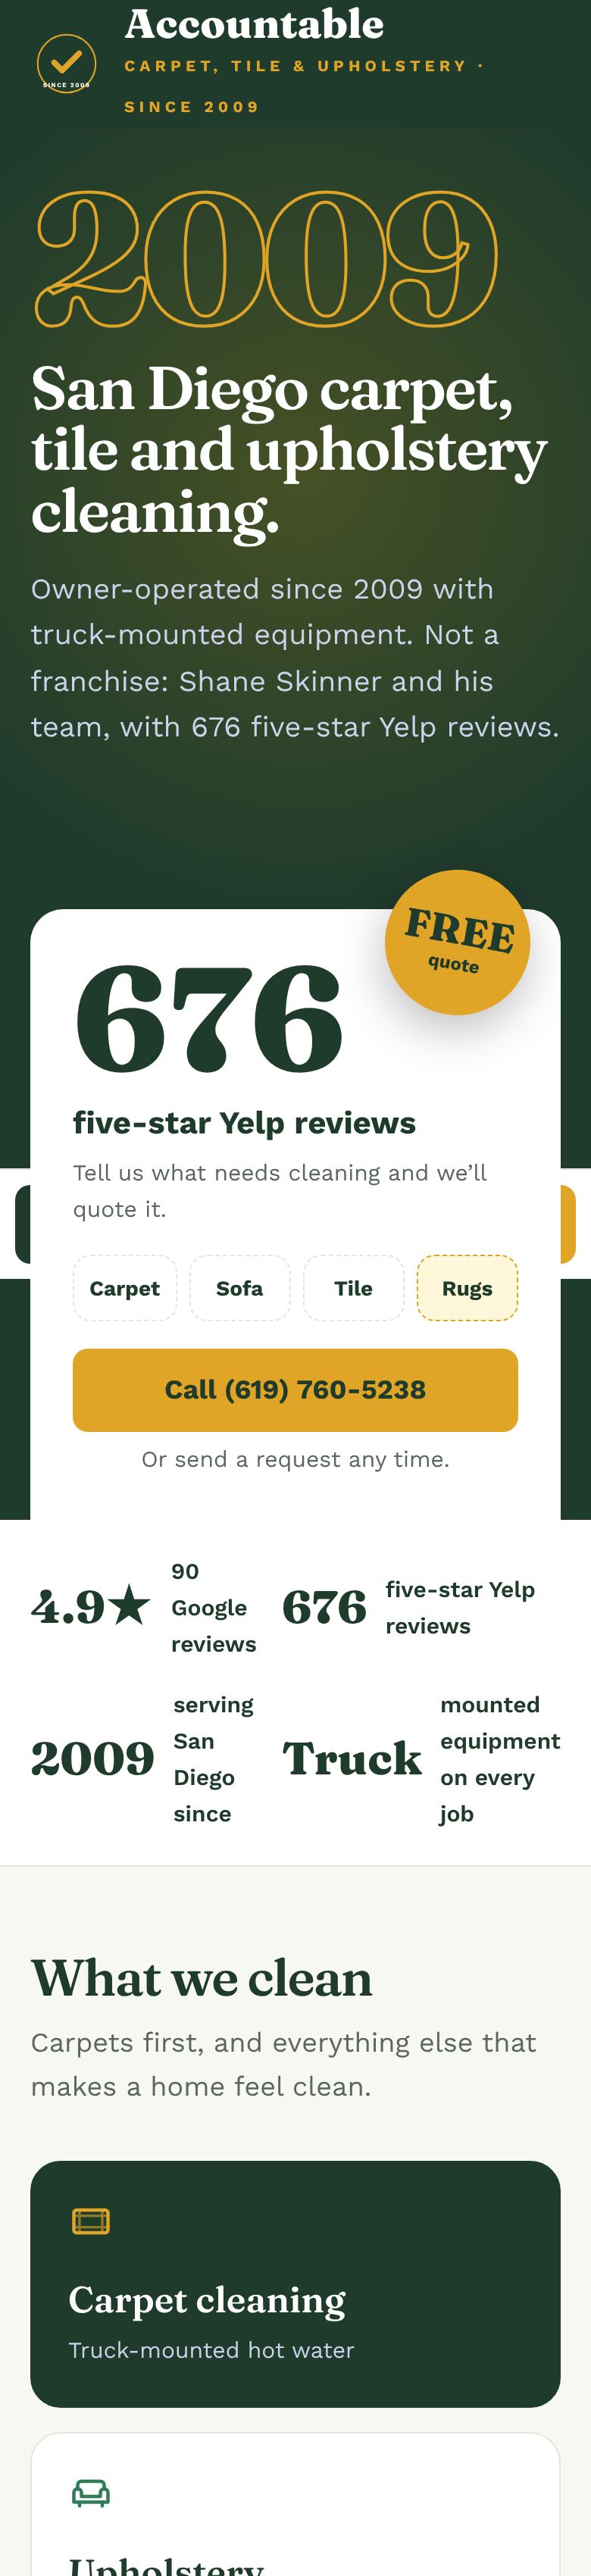 SINCE 2009
Accountable
CARPET, TILE & UPHOLSTERY ·
SINCE 2009
2009
San Diego carpet,
tile and upholstery
cleaning.
Owner-operated since 2009 with
truck-mounted equipment. Not a
franchise: Shane Skinner and his
team, with 676 five-star Yelp reviews.
FREE
quote
676
five-star Yelp reviews
Tell us what needs cleaning and we’ll
quote it.
Carpet
Sofa
Tile
Rugs
Call (619) 760-5238
Or send a request any time.
4.9★
90
Google
reviews
676
five-star Yelp
reviews
2009
serving
San
Diego
since
Truck
mounted
equipment
on every
job
What we clean
Carpets first, and everything else that
makes a home feel clean.
Carpet cleaning
Truck-mounted hot water
Upholstery